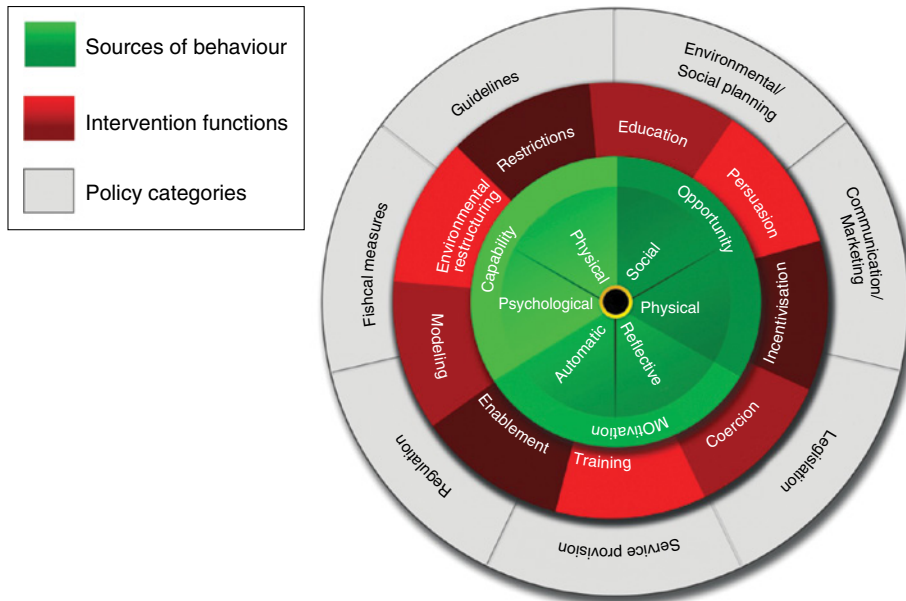 Sources of behaviour
Intervention functions
Policy categories
Guidelines
Environmental/
Social planning
Communication/
Marketing
Legislation
Service provision
Regulation
Fishcal measures
Restrictions
Education
Persuasion
Incentivisation
Coercion
Training
Enablement
Modeling
Environmental
restructuring
Capability
Opportunity
MOtivation
Physical
Social
Psychological
Physical
Automatic
Reflective